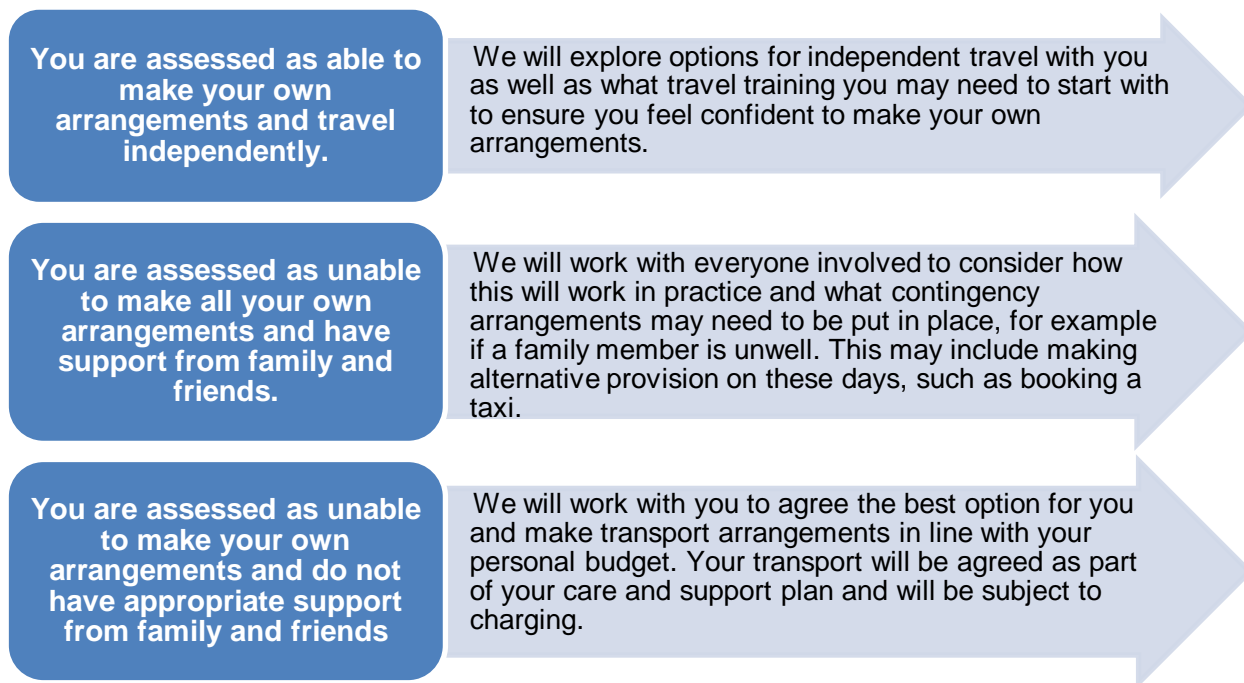 You are assessed as able to
make your own
arrangements and travel
independently.
We will explore options for independent travel with you
as well as what travel training you may need to start with
to ensure you feel confident to make your own
arrangements.
You are assessed as unable
to make all your own
arrangements and have
support from family and
friends.
We will work with everyone involved to consider how
this will work in practice and what contingency
arrangements may need to be put in place, for example
if a family member is unwell. This may include making
alternative provision on these days, such as booking a
taxi.
You are assessed as unable
to make your own
arrangements and do not
have appropriate support
from family and friends
We will work with you to agree the best option for you
and make transport arrangements in line with your
personal budget. Your transport will be agreed as part
of your care and support plan and will be subject to
charging.